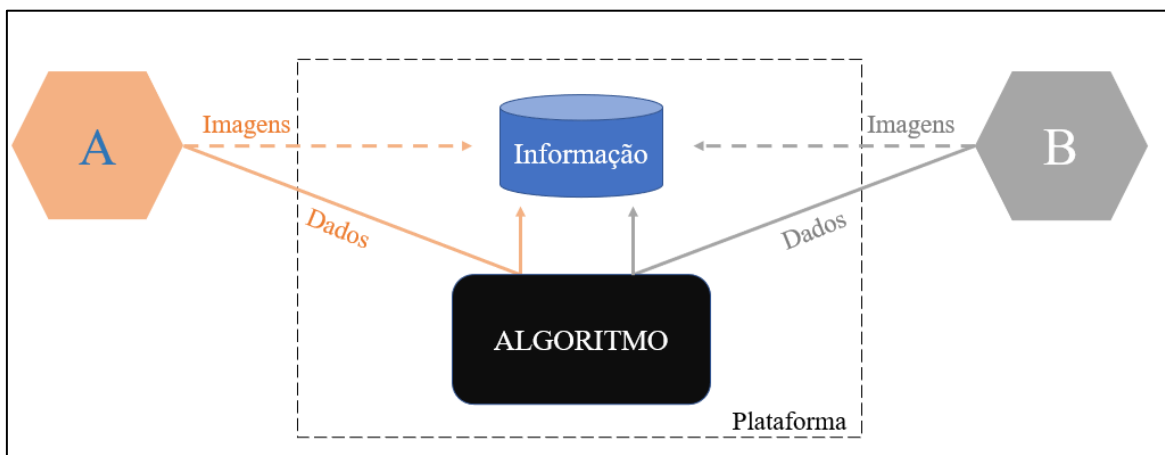 A
Imagens
Informação
Imagens
B
Dados
Dados
ALGORITMO
Plataforma